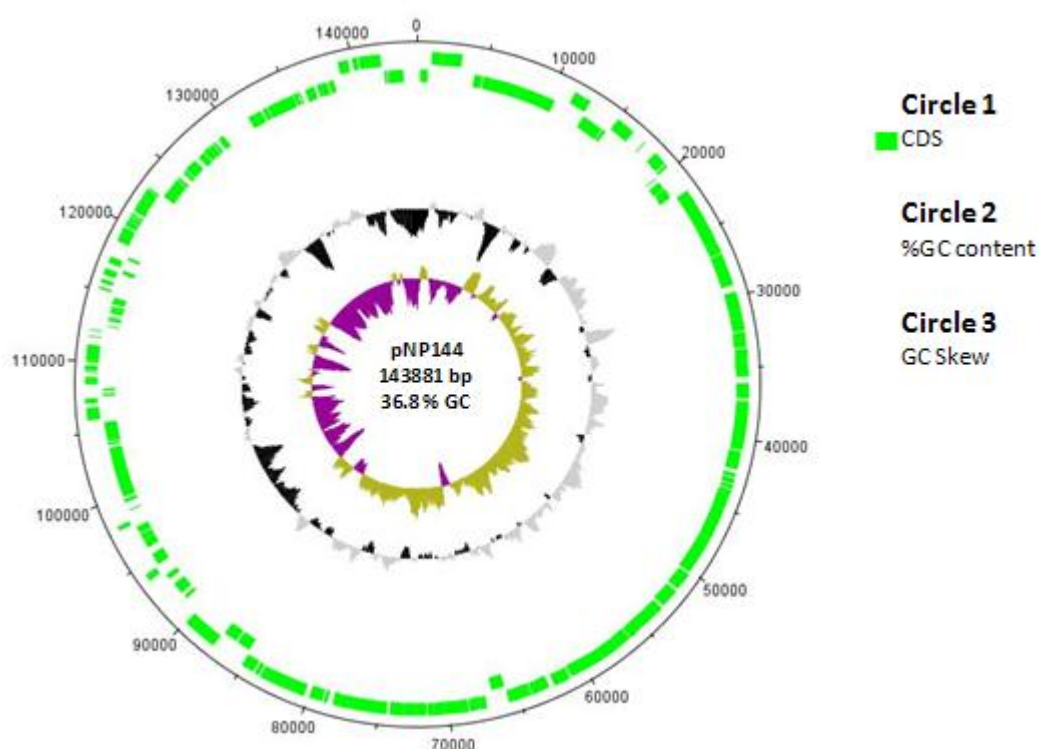 0
10000
20000
30000
40000
50000
60000
70000
80000
90000
100000
110000
120000
130000
140000
pNP144
143881 bp
36.8% GC
Circle 1
CDS
Circle 2
%GC content
Circle 3
GC Skew